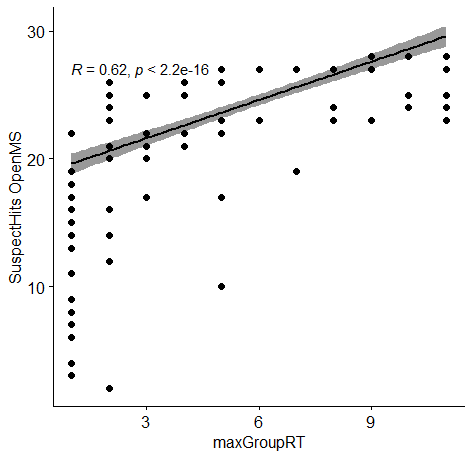 30
R = 0.62, p < 2.2e-16
20
10
SuspectHits OpenMS
3 6 9
maxGroupRT